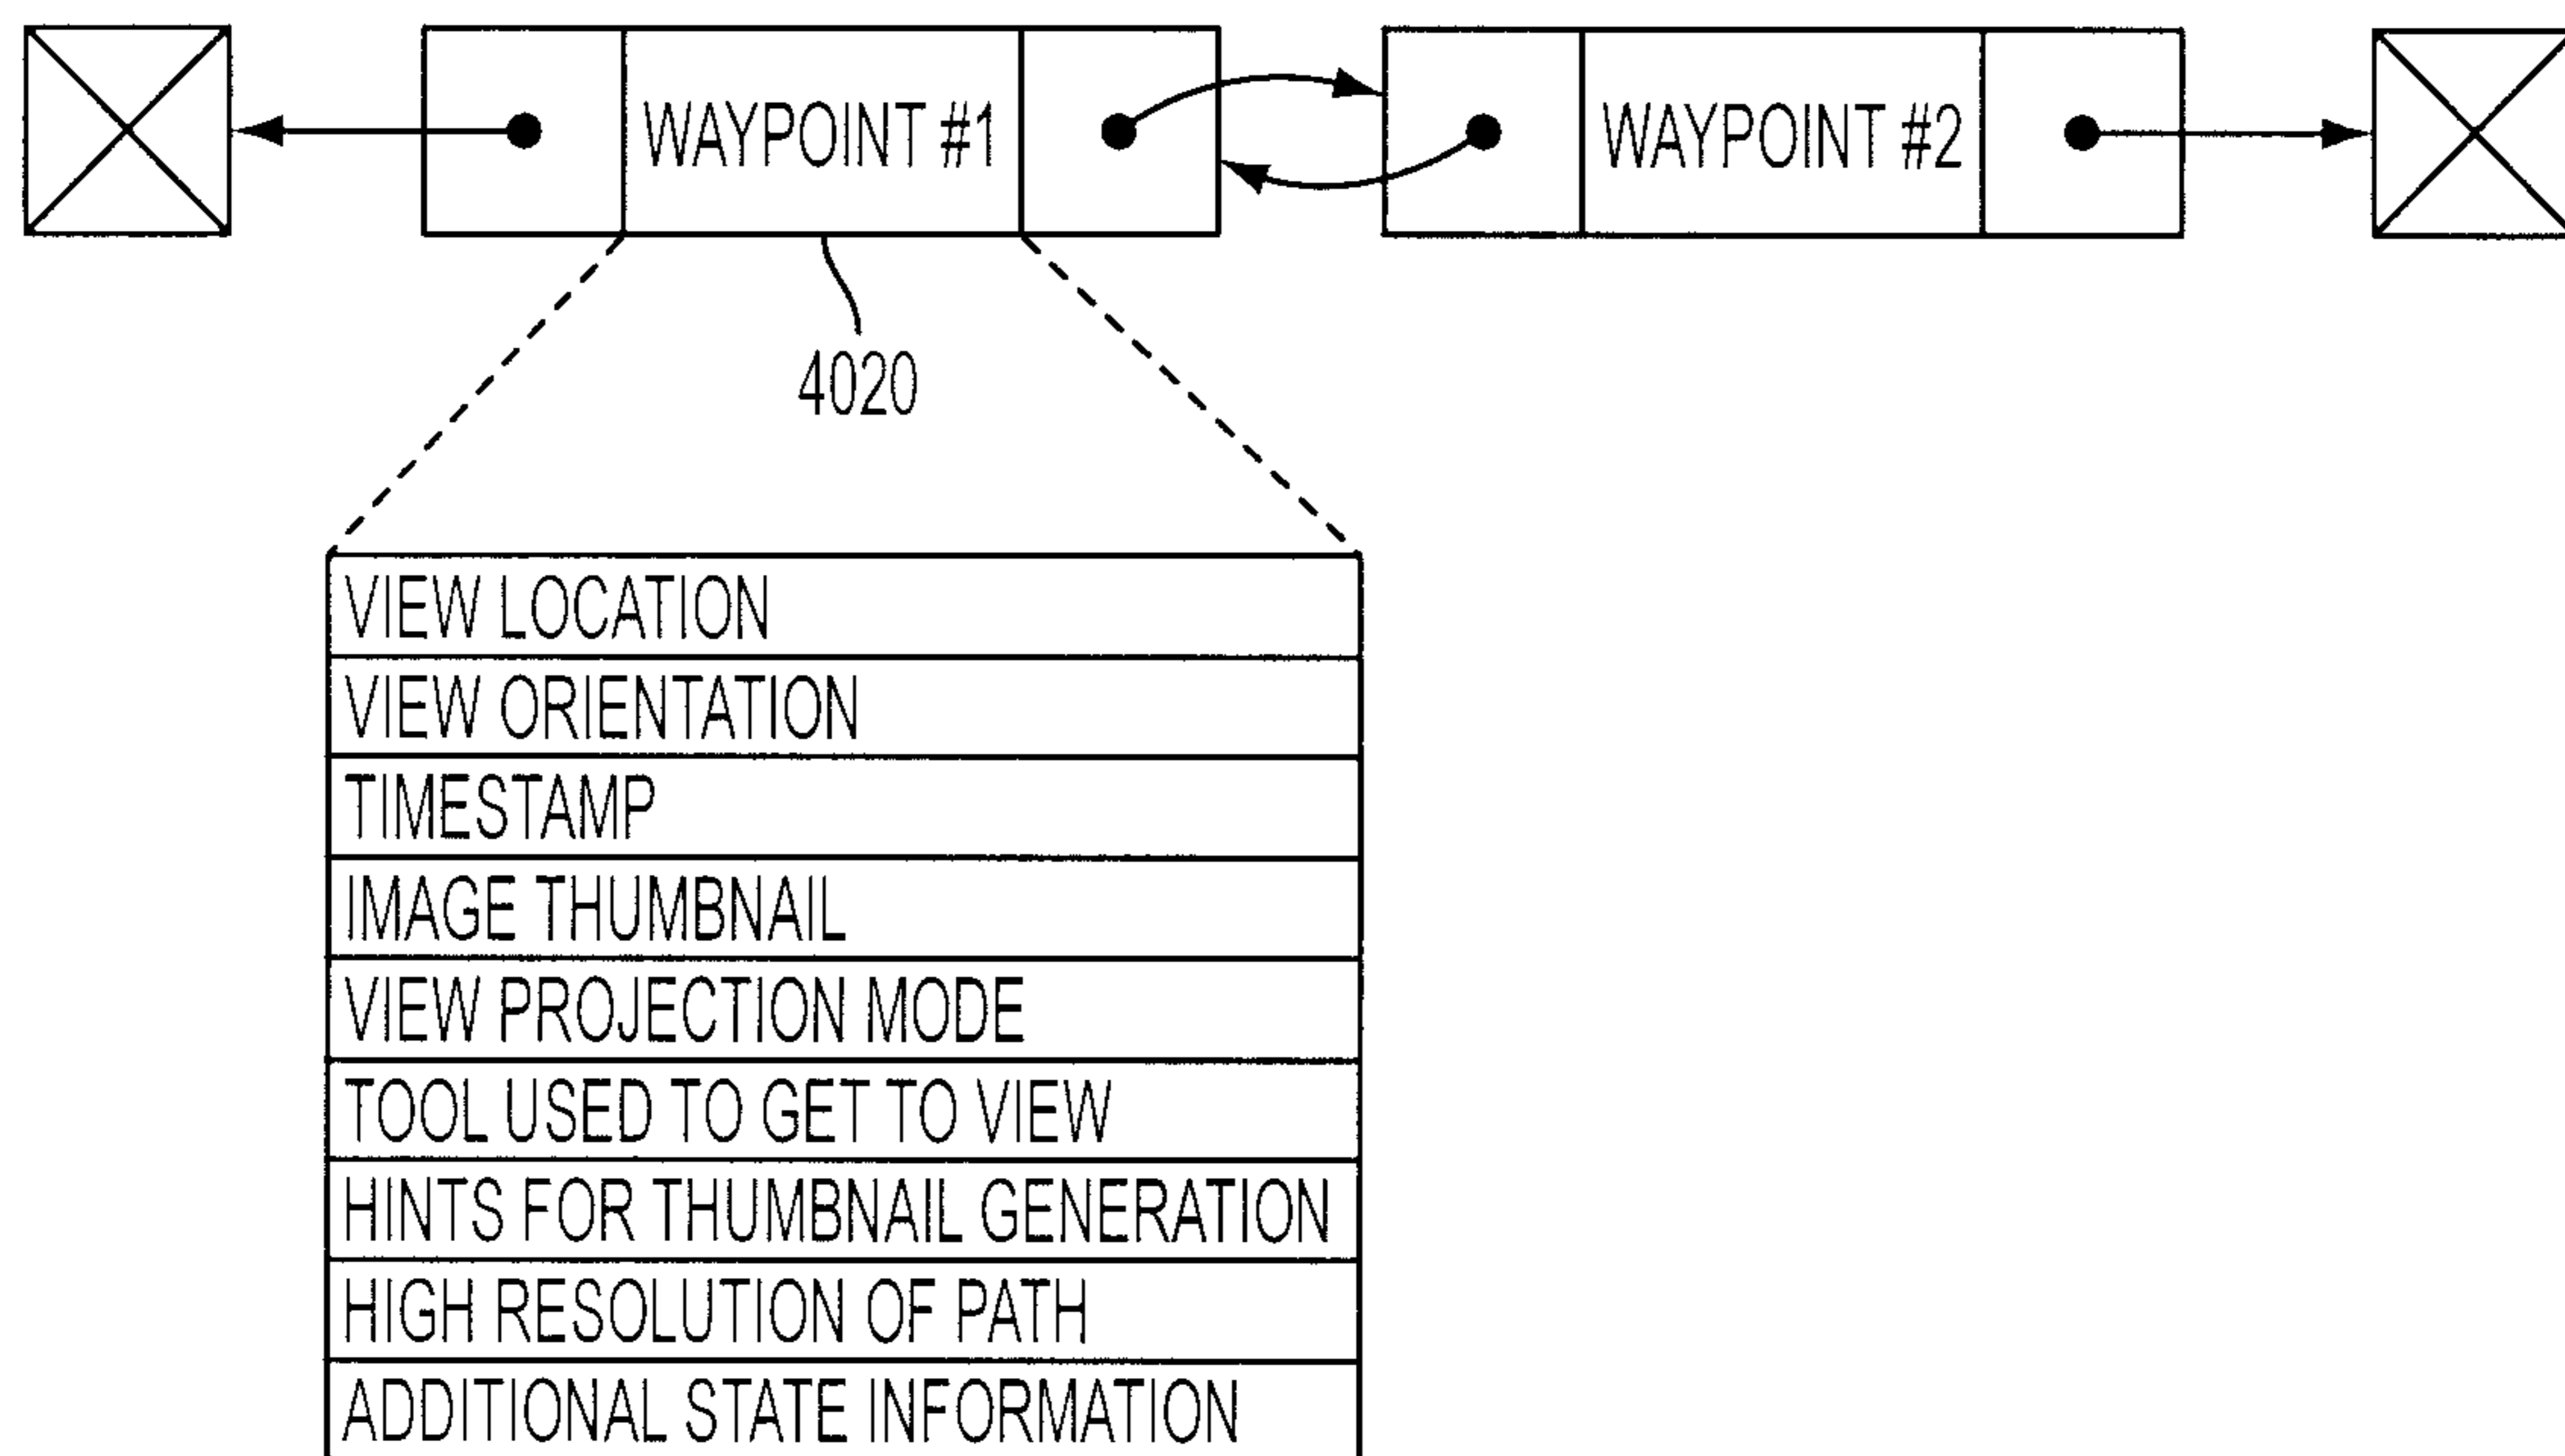 WAYPOINT #1
WAYPOINT #2
4020
VIEW LOCATION
VIEW ORIENTATION
TIMESTAMP
IMAGE THUMBNAIL
VIEW PROJECTION MODE
TOOL USED TO GET TO VIEW
HINTS FOR THUMBNAIL GENERATION
HIGH RESOLUTION OF PATH
ADDITIONAL STATE INFORMATION